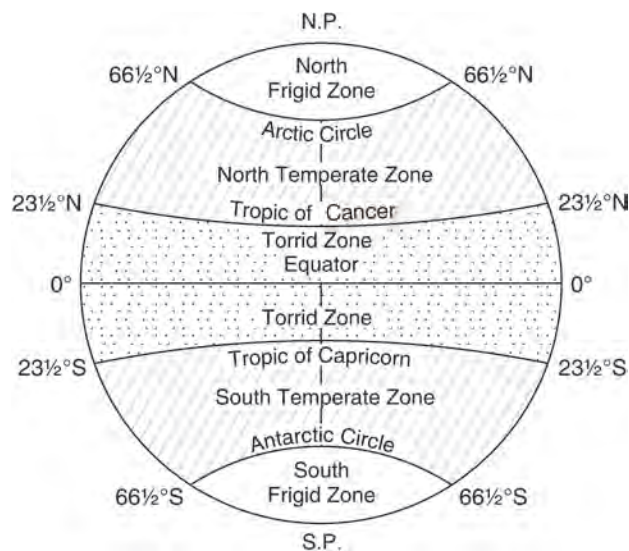 N.P.
66½°N
North
66½°N
Frigid Zone
Arctic Circle
North Temperate Zone
23½°N
Tropic of Cancer
23½°N
Torrid Zone
Equator
0°
0°
Torrid Zone
23½°S
Tropic of Capricorn
23½°S
South Temperate Zone
Antarctic Circle
66½°S
South
66½°S
Frigid Zone
S.P.